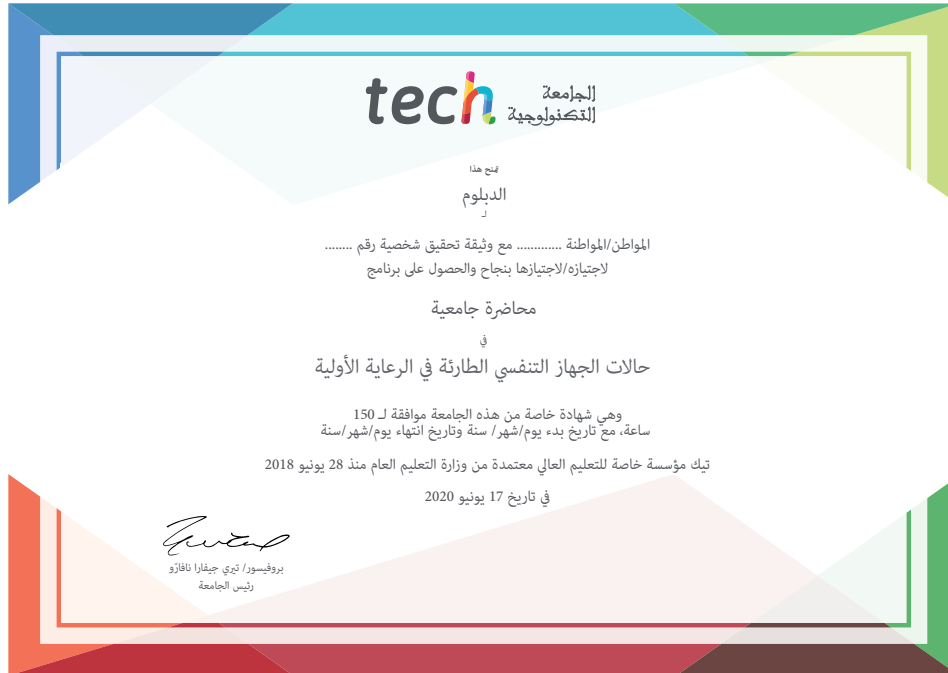 tech الجامعة
التكنولوجية
تمنح هذا
الدبلوم
لـ
المواطن/المواطنة ............. مع وثيقة تحقيق شخصية رقم ........
لاجتيازه/لاجتيازها بنجاح والحصول على برنامج
محاضرة جامعية
في
حالات الجهاز التنفسي الطارئة في الرعاية الأولية
وهي شهادة خاصة من هذه الجامعة موافقة لـ 150
ساعة، مع تاريخ بدء يوم/شهر/ سنة وتاريخ انتهاء يوم/شهر/سنة
تيك مؤسسة خاصة للتعليم العالي معتمدة من وزارة التعليم العام منذ 28 يونيو 2018
في تاريخ 17 يونيو 2020
بروفيسور/ تيري جيفارا نافارّو
رئيس الجامعة